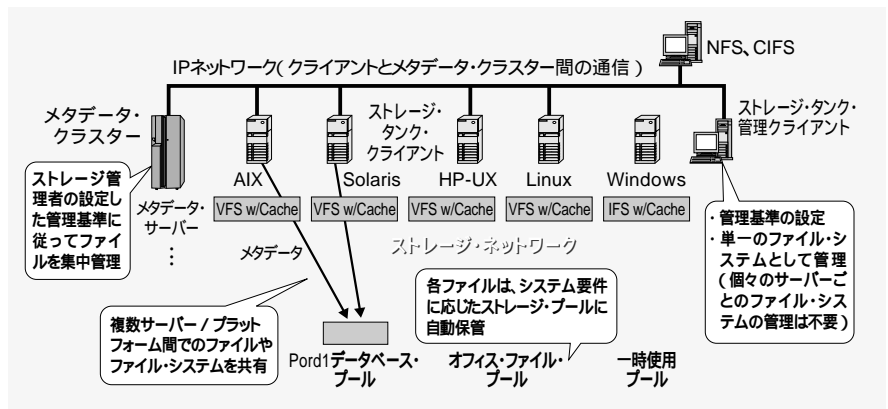 NFS、CIFS
IPネットワーク（クライアントとメタデータ・クラスター間の通信）
メタデータ・
クラスター
ストレージ・
タンク・
クライアント
ストレージ・タンク・
管理クライアント
AIX
Solaris
HP-UX
Linux
Windows
ストレージ管
理者の設定し
た管理基準に
従ってファイ
ルを集中管理
メタデータ・
サーバー
⋮
VFS w/Cache
VFS w/Cache
VFS w/Cache
VFS w/Cache
IFS w/Cache
・管理基準の設定
・単一のファイル・シ
ステムとして管理
（個々のサーバーご
とのファイル・シス
テムの管理は不要）
メタデータ
ストレージ・ネットワーク
各ファイルは、システム要件
に応じたストレージ・プールに
自動保管
複数サーバー / プラット
フォーム間でのファイルや
ファイル・システムを共有
Pord1データベース・
プール
オフィス・ファイル・
プール
一時使用
プール